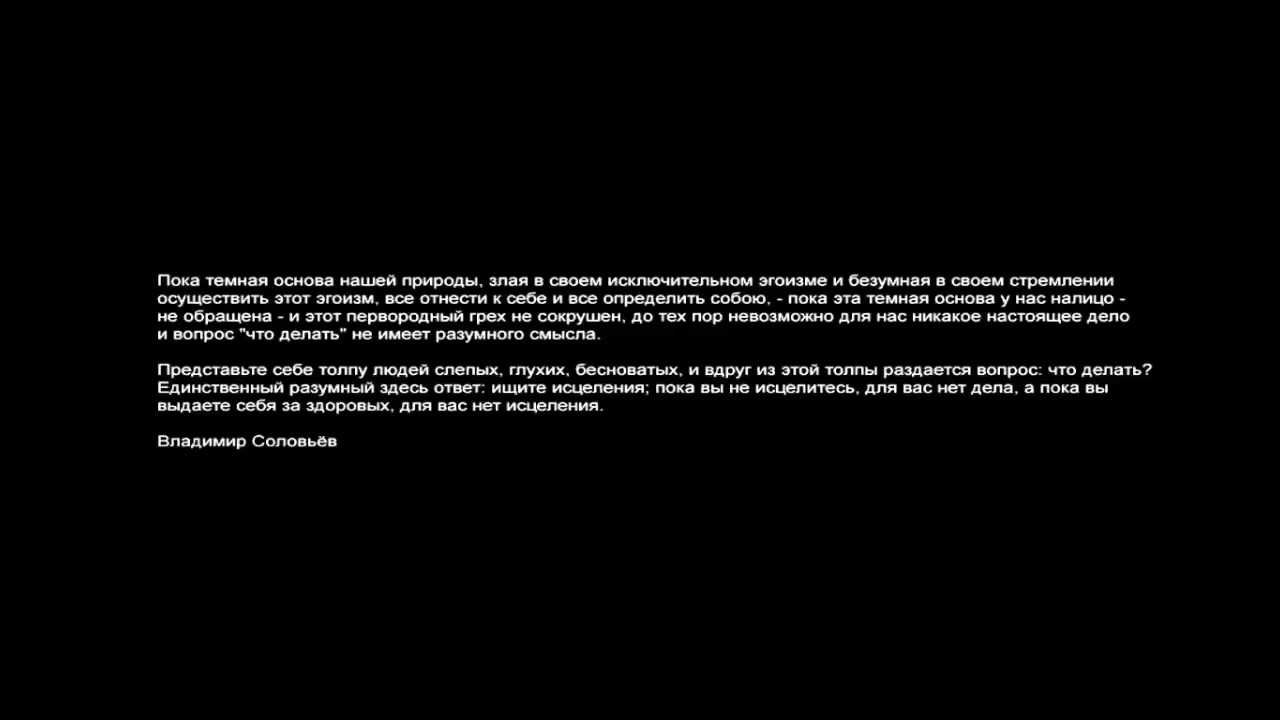 Пока темная основа нашей природы, злая в своем исключительном эгоизме и безумная в своем стремлении
осуществить этот эгоизм, все отнести к себе и все определить собою, - пока эта темная основа у нас налицо -
не обращена - и этот первородный грех не сокрушен, до тех пор невозможно для нас никакое настоящее дело
и вопрос "что делать" не имеет разумного смысла.
Представьте себе толпу людей слепых, глухих, бесноватых, и вдруг из этой толпы раздается вопрос: что делать?
Единственный разумный здесь ответ: ищите исцеления; пока вы не исцелитесь, для вас нет дела, а пока вы
выдаете себя за здоровых, для вас нет исцеления.
Владимир Соловьёв